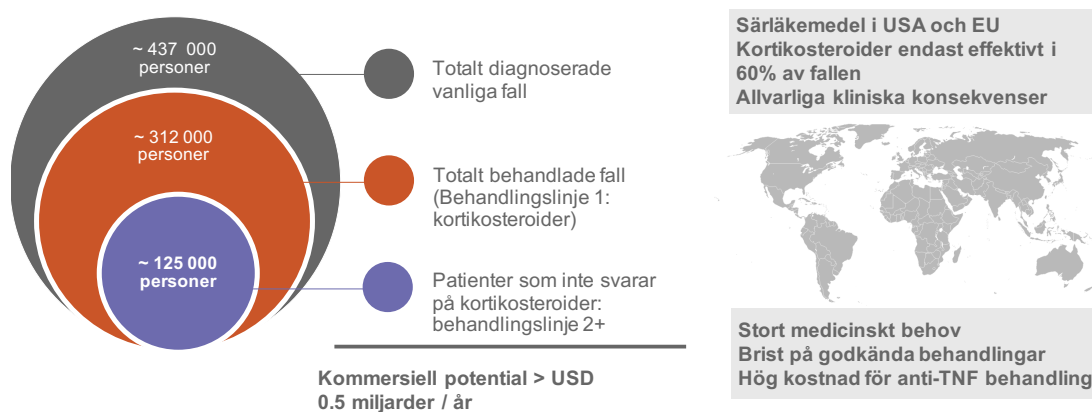 ~ 437 000
personer
~ 312 000
personer
~ 125 000
personer
Totalt diagnoserade
vanliga fall
Totalt behandlade fall
(Behandlingslinje 1:
kortikosteroider)
Patienter som inte svarar
på kortikosteroider:
behandlingslinje 2+
Kommersiell potential > USD
0.5 miljarder / år
Särläkemedel i USA och EU
Kortikosteroider endast effektivt i
60% av fallen
Allvarliga kliniska konsekvenser
Stort medicinskt behov
Brist på godkända behandlingar
Hög kostnad för anti-TNF behandling